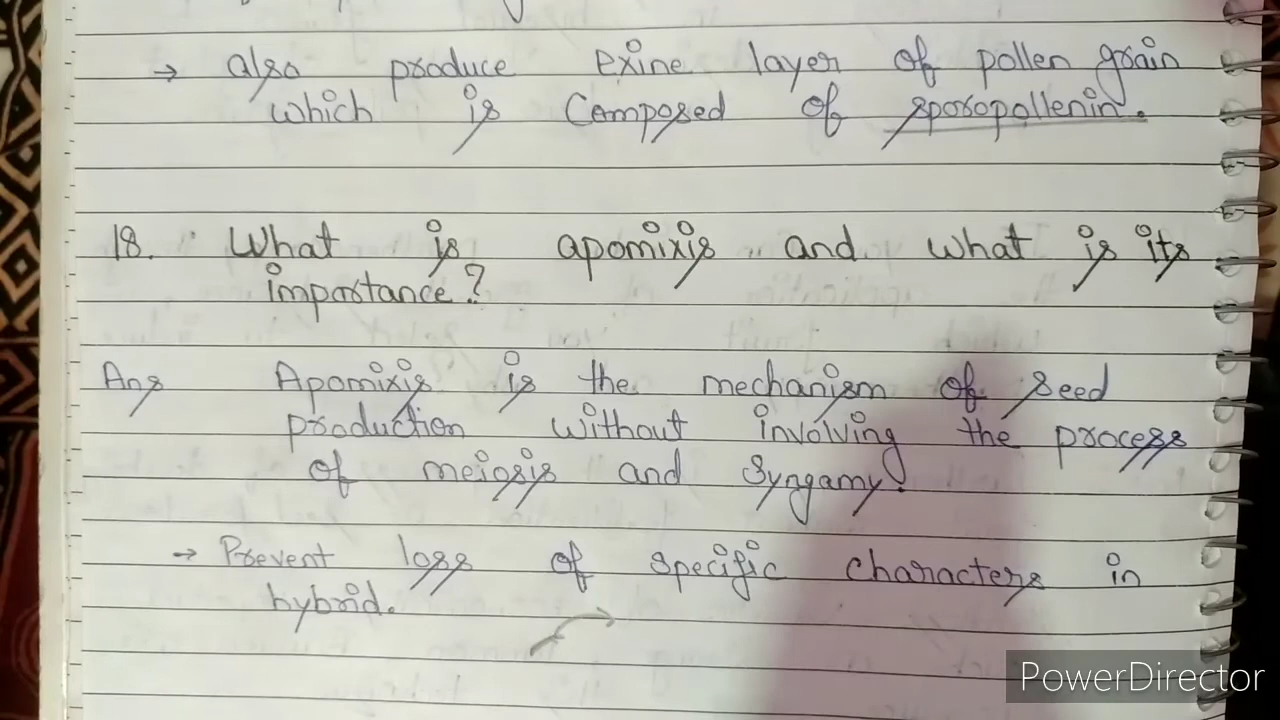 → also produce exine layer of pollen grain
which is Composed of sporopollenin.
18. What is apomixis and what is its
importance?
Ans Apomixis is the mechanism of seed
production without involving the process
of meiosis and Syngamy.
→ Prevent loss of specific characters in
hybrid.
PowerDirector